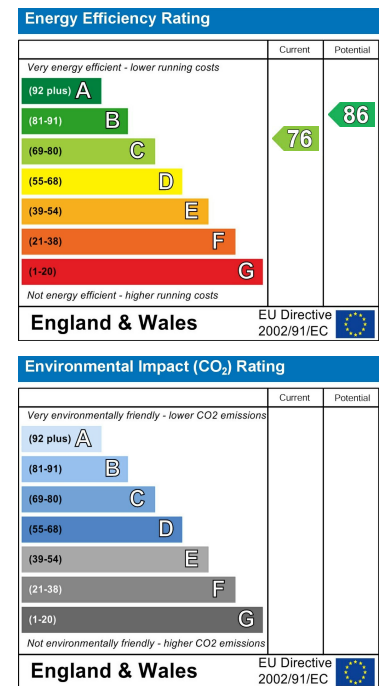 Energy Efficiency Rating
Current Potential
Very energy efficient - lower running costs
(92 plus) A
(81-91) B
(69-80) C
(55-68) D
(39-54) E
(21-38) F
(1-20) G
76
86
Not energy efficient - higher running costs
England & Wales
EU Directive
2002/91/EC
Environmental Impact (CO₂) Rating
Current Potential
Very environmentally friendly - lower CO2 emissions
(92 plus) A
(81-91) B
(69-80) C
(55-68) D
(39-54) E
(21-38) F
(1-20) G
Not environmentally friendly - higher CO2 emissions
England & Wales
EU Directive
2002/91/EC